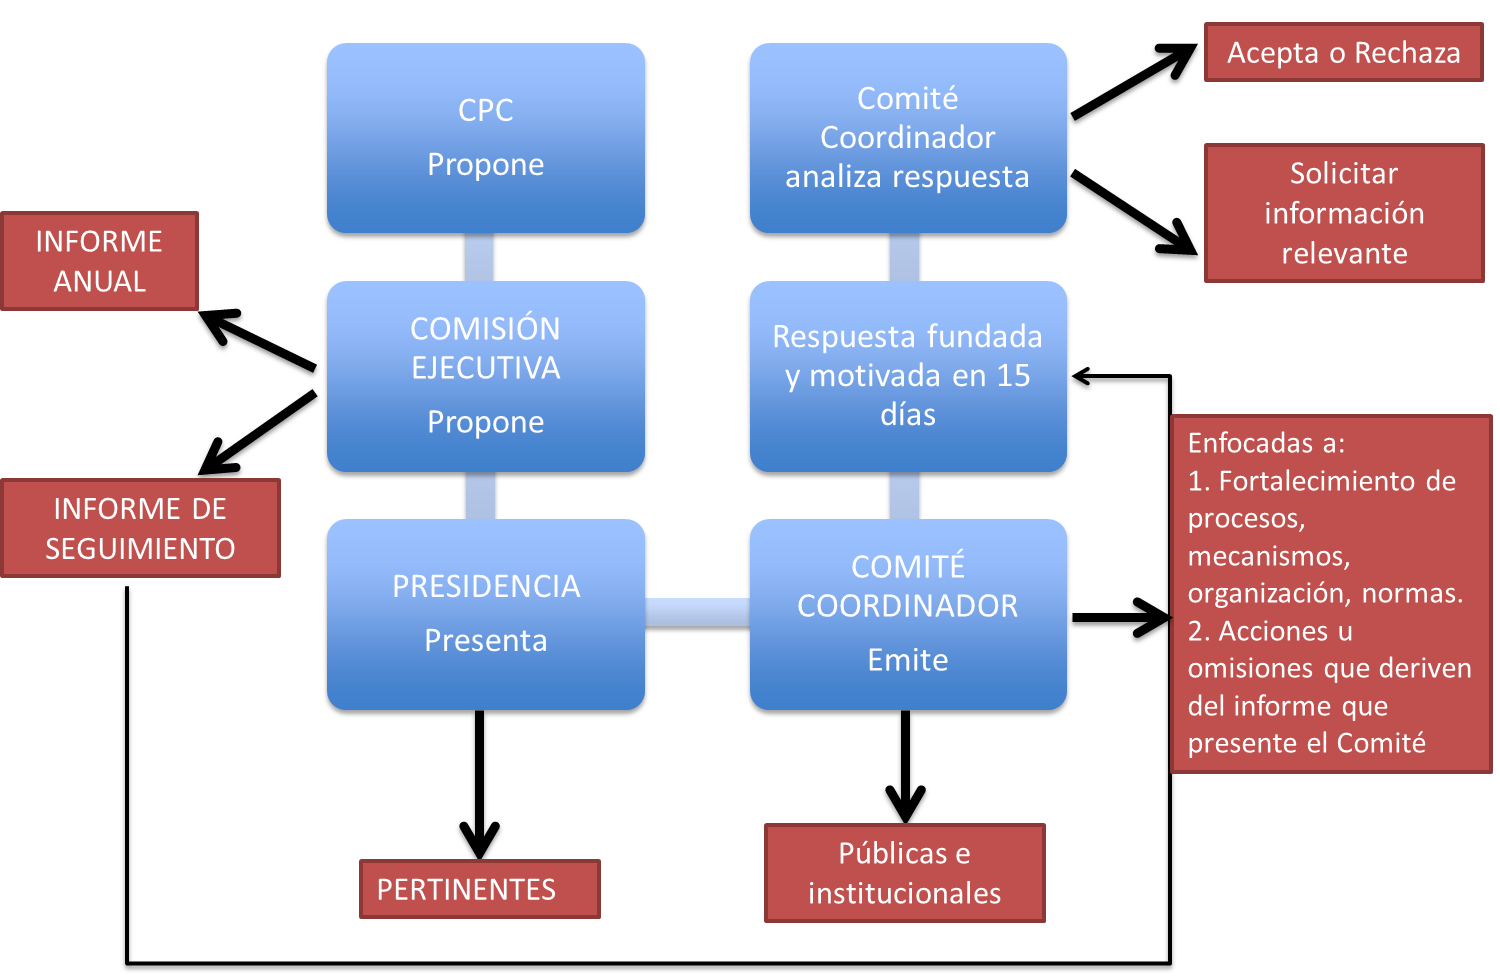 CPC
Propone
COMISIÓN
EJECUTIVA
Propone
PRESIDENCIA
Presenta
COMITÉ
COORDINADOR
Emite
Respuesta fundada
y motivada en 15
días
Comité
Coordinador
analiza respuesta
Acepta o Rechaza
Solicitar
información
relevante
INFORME
ANUAL
INFORME DE
SEGUIMIENTO
PERTINENTES
Públicas e
institucionales
Enfocadas a:
1. Fortalecimiento de
procesos,
mecanismos,
organización, normas.
2. Acciones u
omisiones que deriven
del informe que
presente el Comité